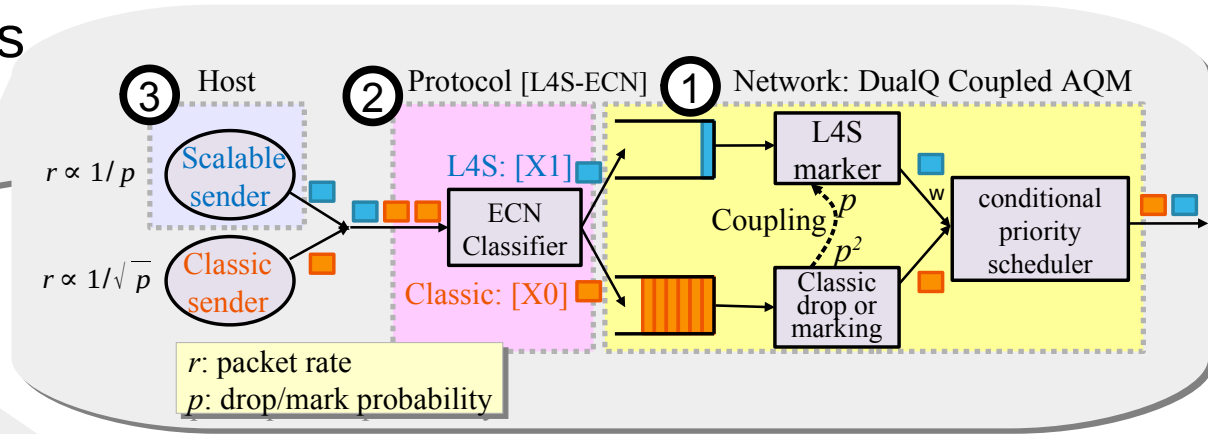 s
3
Host
2
Protocol [L4S-ECN]
1
Network: DualQ Coupled AQM
r ∝ 1/ p
Scalable
sender
r ∝ 1/√ p
Classic
sender
L4S: [X1]
ECN
Classifier
Classic: [X0]
L4S
marker
Coupling
p
p²
Classic
drop or
marking
w
conditional
priority
scheduler
r: packet rate
p: drop/mark probability